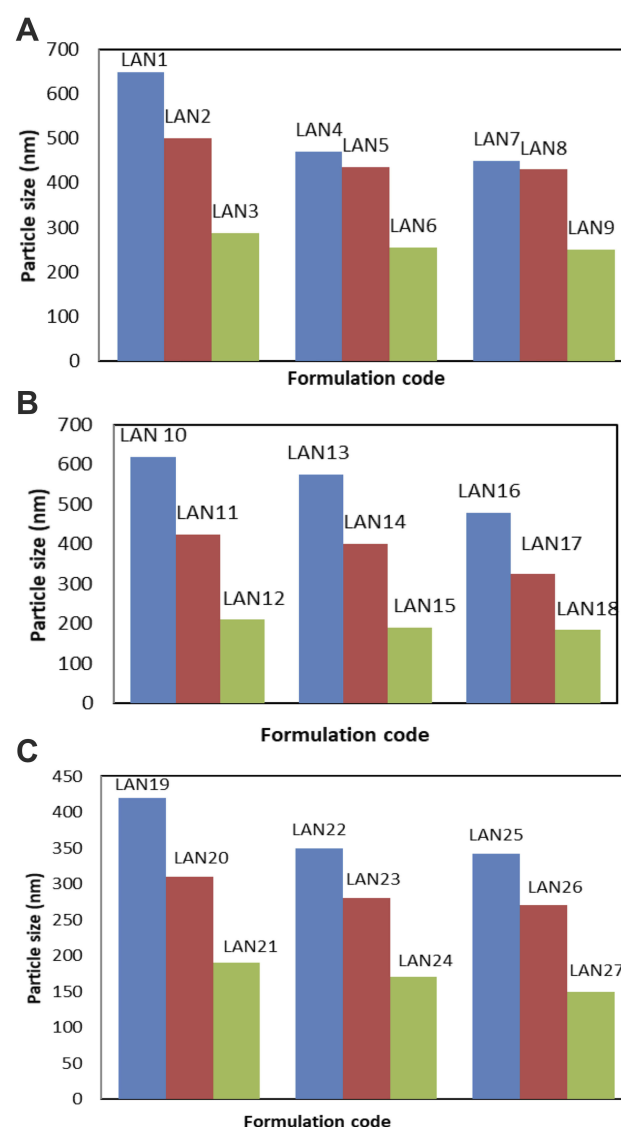 A
700
600
500
400
300
200
100
0
Particle size (nm)
LAN1
LAN2
LAN3
LAN4
LAN5
LAN6
LAN7
LAN8
LAN9
Formulation code
B
700
600
500
400
300
200
100
0
Particle size (nm)
LAN 10
LAN11
LAN12
LAN13
LAN14
LAN15
LAN16
LAN17
LAN18
Formulation code
C
450
400
350
300
250
200
150
100
50
0
Particle size (nm)
LAN19
LAN20
LAN21
LAN22
LAN23
LAN24
LAN25
LAN26
LAN27
Formulation code